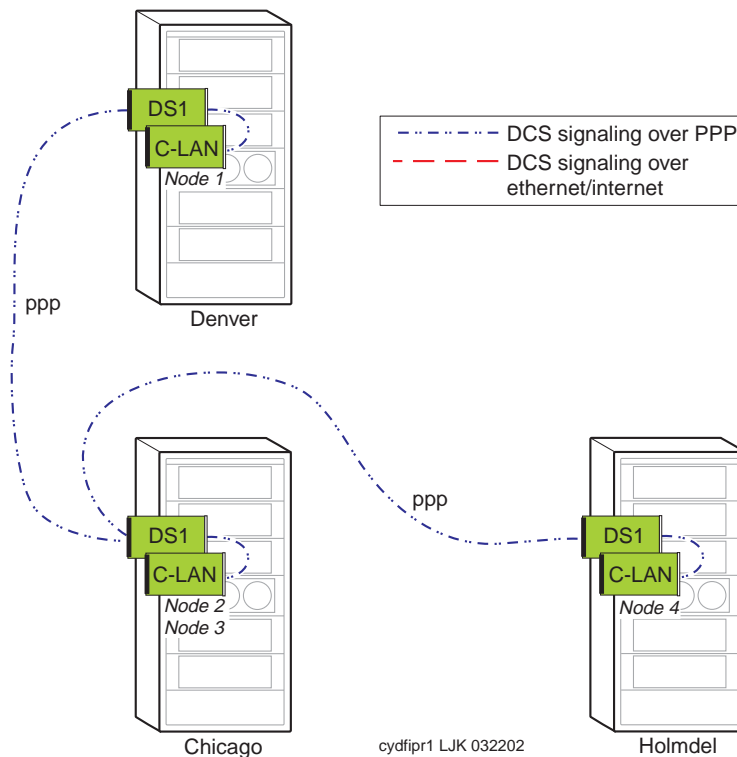 DS1
C-LAN
Node 1
DCS signaling over PPP
DCS signaling over
ethernet/internet
ppp
Denver
ppp
DS1
C-LAN
Node 2
Node 3
DS1
C-LAN
Node 4
Chicago
cydfipr1 LJK 032202
Holmdel